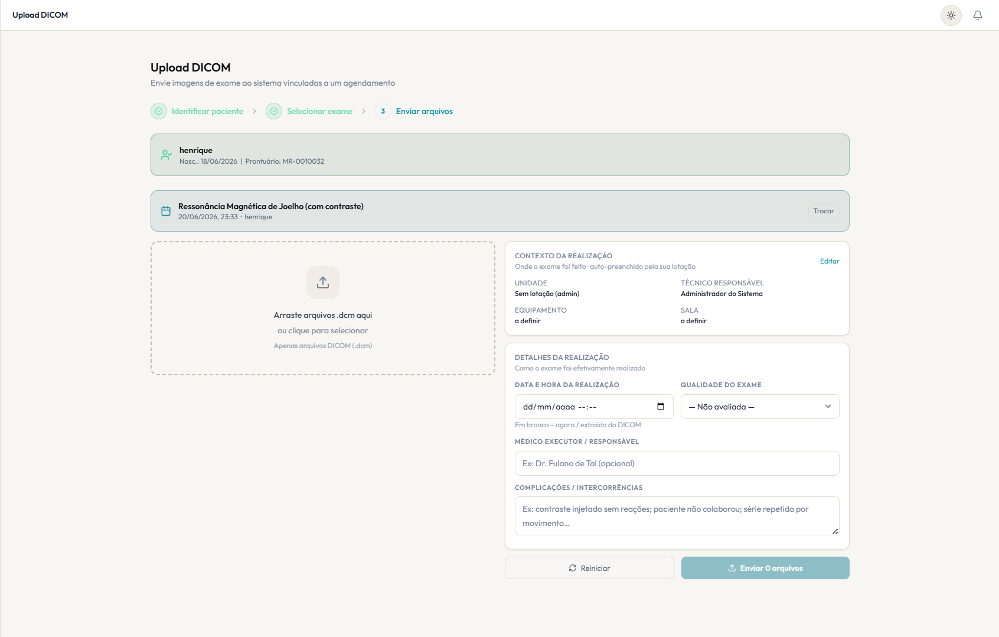 Upload DICOM
Upload DICOM
Envie imagens de exame ao sistema vinculadas a um agendamento
Identificar paciente
Selecionar exame
3 Enviar arquivos
henrique
Nasc.: 18/06/2026 | Prontuário: MR-0010032
Ressonância Magnética de Joelho (com contraste)
20/06/2026, 23:33 · henrique
Trocar
Arraste arquivos .dcm aqui
ou clique para selecionar
Apenas arquivos DICOM (.dcm)
CONTEXTO DA REALIZAÇÃO
Onde o exame foi feito · auto-preenchido pela sua lotação
Editar
UNIDADE
Sem lotação (admin)
TÉCNICO RESPONSÁVEL
Administrador do Sistema
EQUIPAMENTO
a definir
SALA
a definir
DETALHES DA REALIZAÇÃO
Como o exame foi efetivamente realizado
DATA E HORA DA REALIZAÇÃO
dd/mm/aaaa --:--
Em branco = agora / extraído do DICOM
QUALIDADE DO EXAME
— Não avaliada —
MÉDICO EXECUTOR / RESPONSÁVEL
Ex: Dr. Fulano de Tal (opcional)
COMPLICAÇÕES / INTERCORRÊNCIAS
Ex: contraste injetado sem reações; paciente não colaborou; série repetida por
movimento...
Reiniciar
Enviar 0 arquivos